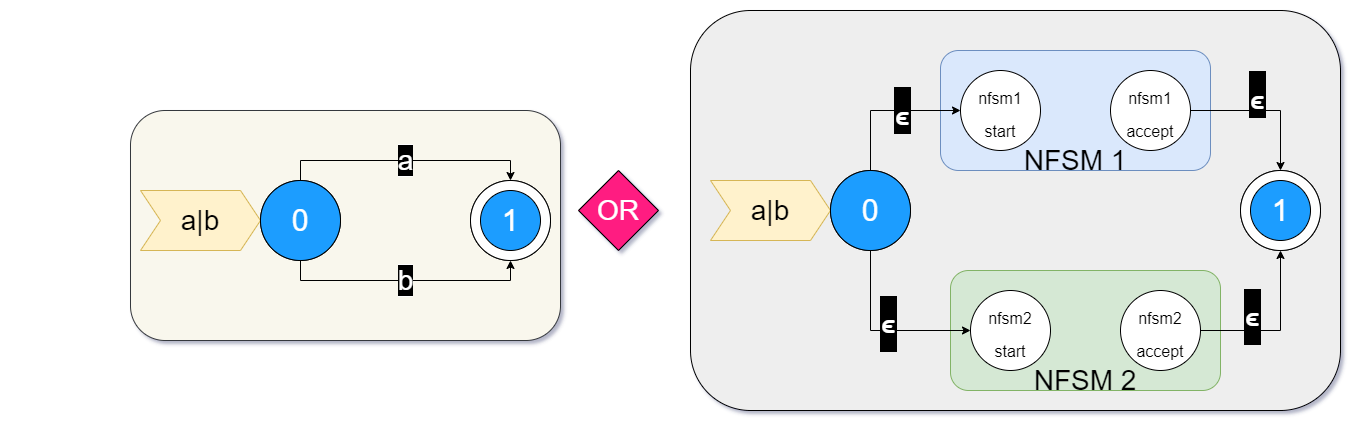 a|b
0
a
b
1
OR
a|b
0
ϵ
nfsm1
start
nfsm1
accept
NFSM 1
ϵ
1
ϵ
nfsm2
start
nfsm2
accept
NFSM 2
ϵ